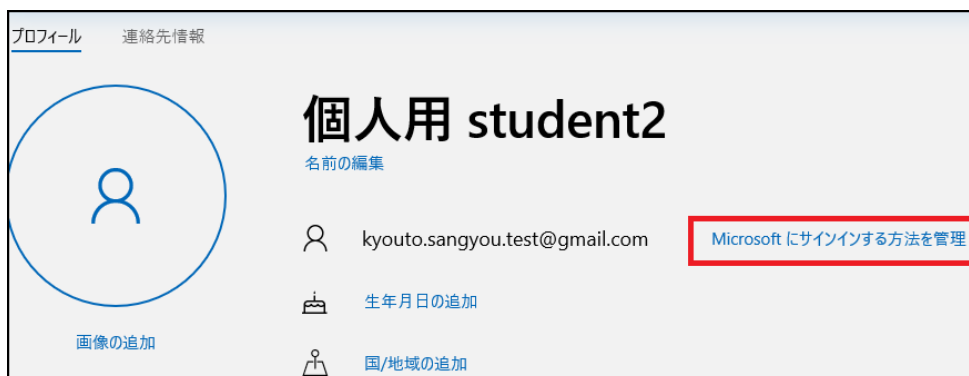 プロフィール 連絡先情報
個人用 student2
名前の編集
kyouto.sangyou.test@gmail.com Microsoft にサインインする方法を管理
生年月日の追加
画像の追加
国/地域の追加